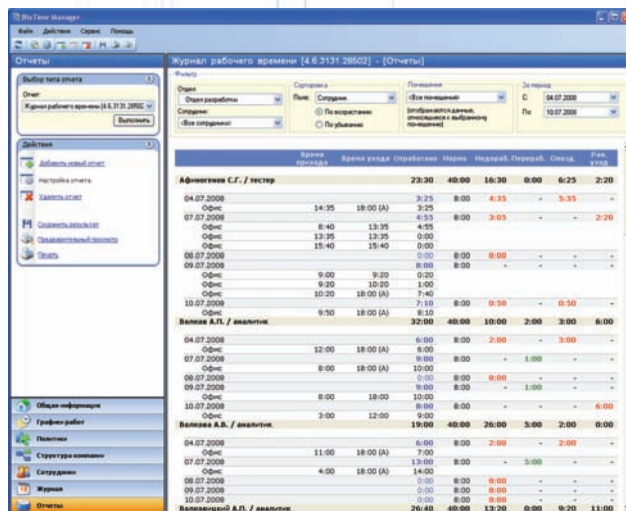 BioTime Manager
Файл Действия Сервис Помощь
Отчеты
Журнал рабочего времени [4.6.3131.28502] - [Отчеты]
Выбор типа отчета
Отчет:
Журнал рабочего времени [4.6.3131.28502
Выполнить
Действия
Добавить новый отчет
Настройка отчета
Удалить отчет
Сохранить результат
Предварительный просмотр
Печать
Общая информация
Графики работ
Политики
Структура компании
Сотрудники
Журнал
Отчеты
Фильтр
Отдел:
Отдел разработки
Сотрудник:
<Все сотрудники>
Сортировка
Поле: Сотрудник
По возрастанию
По убыванию
Помещение
<Все помещения>
[отображаются данные, относящиеся к выбранному помещению]
За период
С: 04.07.2008
По: 10.07.2008
Время прихода Время ухода Отработано Норма Недораб. Перераб. Опозд. Ран. уход
Афиногенов С.Г. / тестер 23:30 40:00 16:30 0:00 6:25 2:20
04.07.2008 3:25 8:00 4:35 - 5:35 -
Офис 14:35 18:00 (А) 3:25
07.07.2008 4:55 8:00 3:05 - - 2:20
Офис 8:40 13:35 4:55
Офис 13:35 13:35 0:00
Офис 15:40 15:40 0:00
08.07.2008 0:00 8:00 8:00 - - -
09.07.2008 8:00 8:00 - - - -
Офис 9:00 9:20 0:20
Офис 9:20 10:20 1:00
Офис 10:20 18:00 (А) 7:40
10.07.2008 7:10 8:00 0:50 - 0:50 -
Офис 9:50 18:00 (А) 8:10
Волков А.П. / аналитик 32:00 40:00 10:00 2:00 3:00 6:00
04.07.2008 6:00 8:00 2:00 - 3:00 -
Офис 12:00 18:00 (А) 6:00
07.07.2008 9:00 8:00 - 1:00 - -
Офис 8:00 18:00 (А) 10:00
08.07.2008 0:00 8:00 8:00 - - -
09.07.2008 9:00 8:00 - 1:00 - -
Офис 8:00 18:00 10:00
10.07.2008 8:00 8:00 - - - 6:00
Офис 3:00 12:00 9:00
Волкова А.В. / аналитик 19:00 40:00 26:00 5:00 2:00 0:00
04.07.2008 6:00 8:00 2:00 - 2:00 -
Офис 11:00 18:00 (А) 7:00
07.07.2008 13:00 8:00 - 5:00 - -
Офис 4:00 18:00 (А) 14:00
08.07.2008 0:00 8:00 8:00 - - -
09.07.2008 0:00 8:00 8:00 - - -
10.07.2008 0:00 8:00 8:00 - - -
Волковицкий А.П. / аналитик 26:40 40:00 13:20 0:00 9:20 11:00